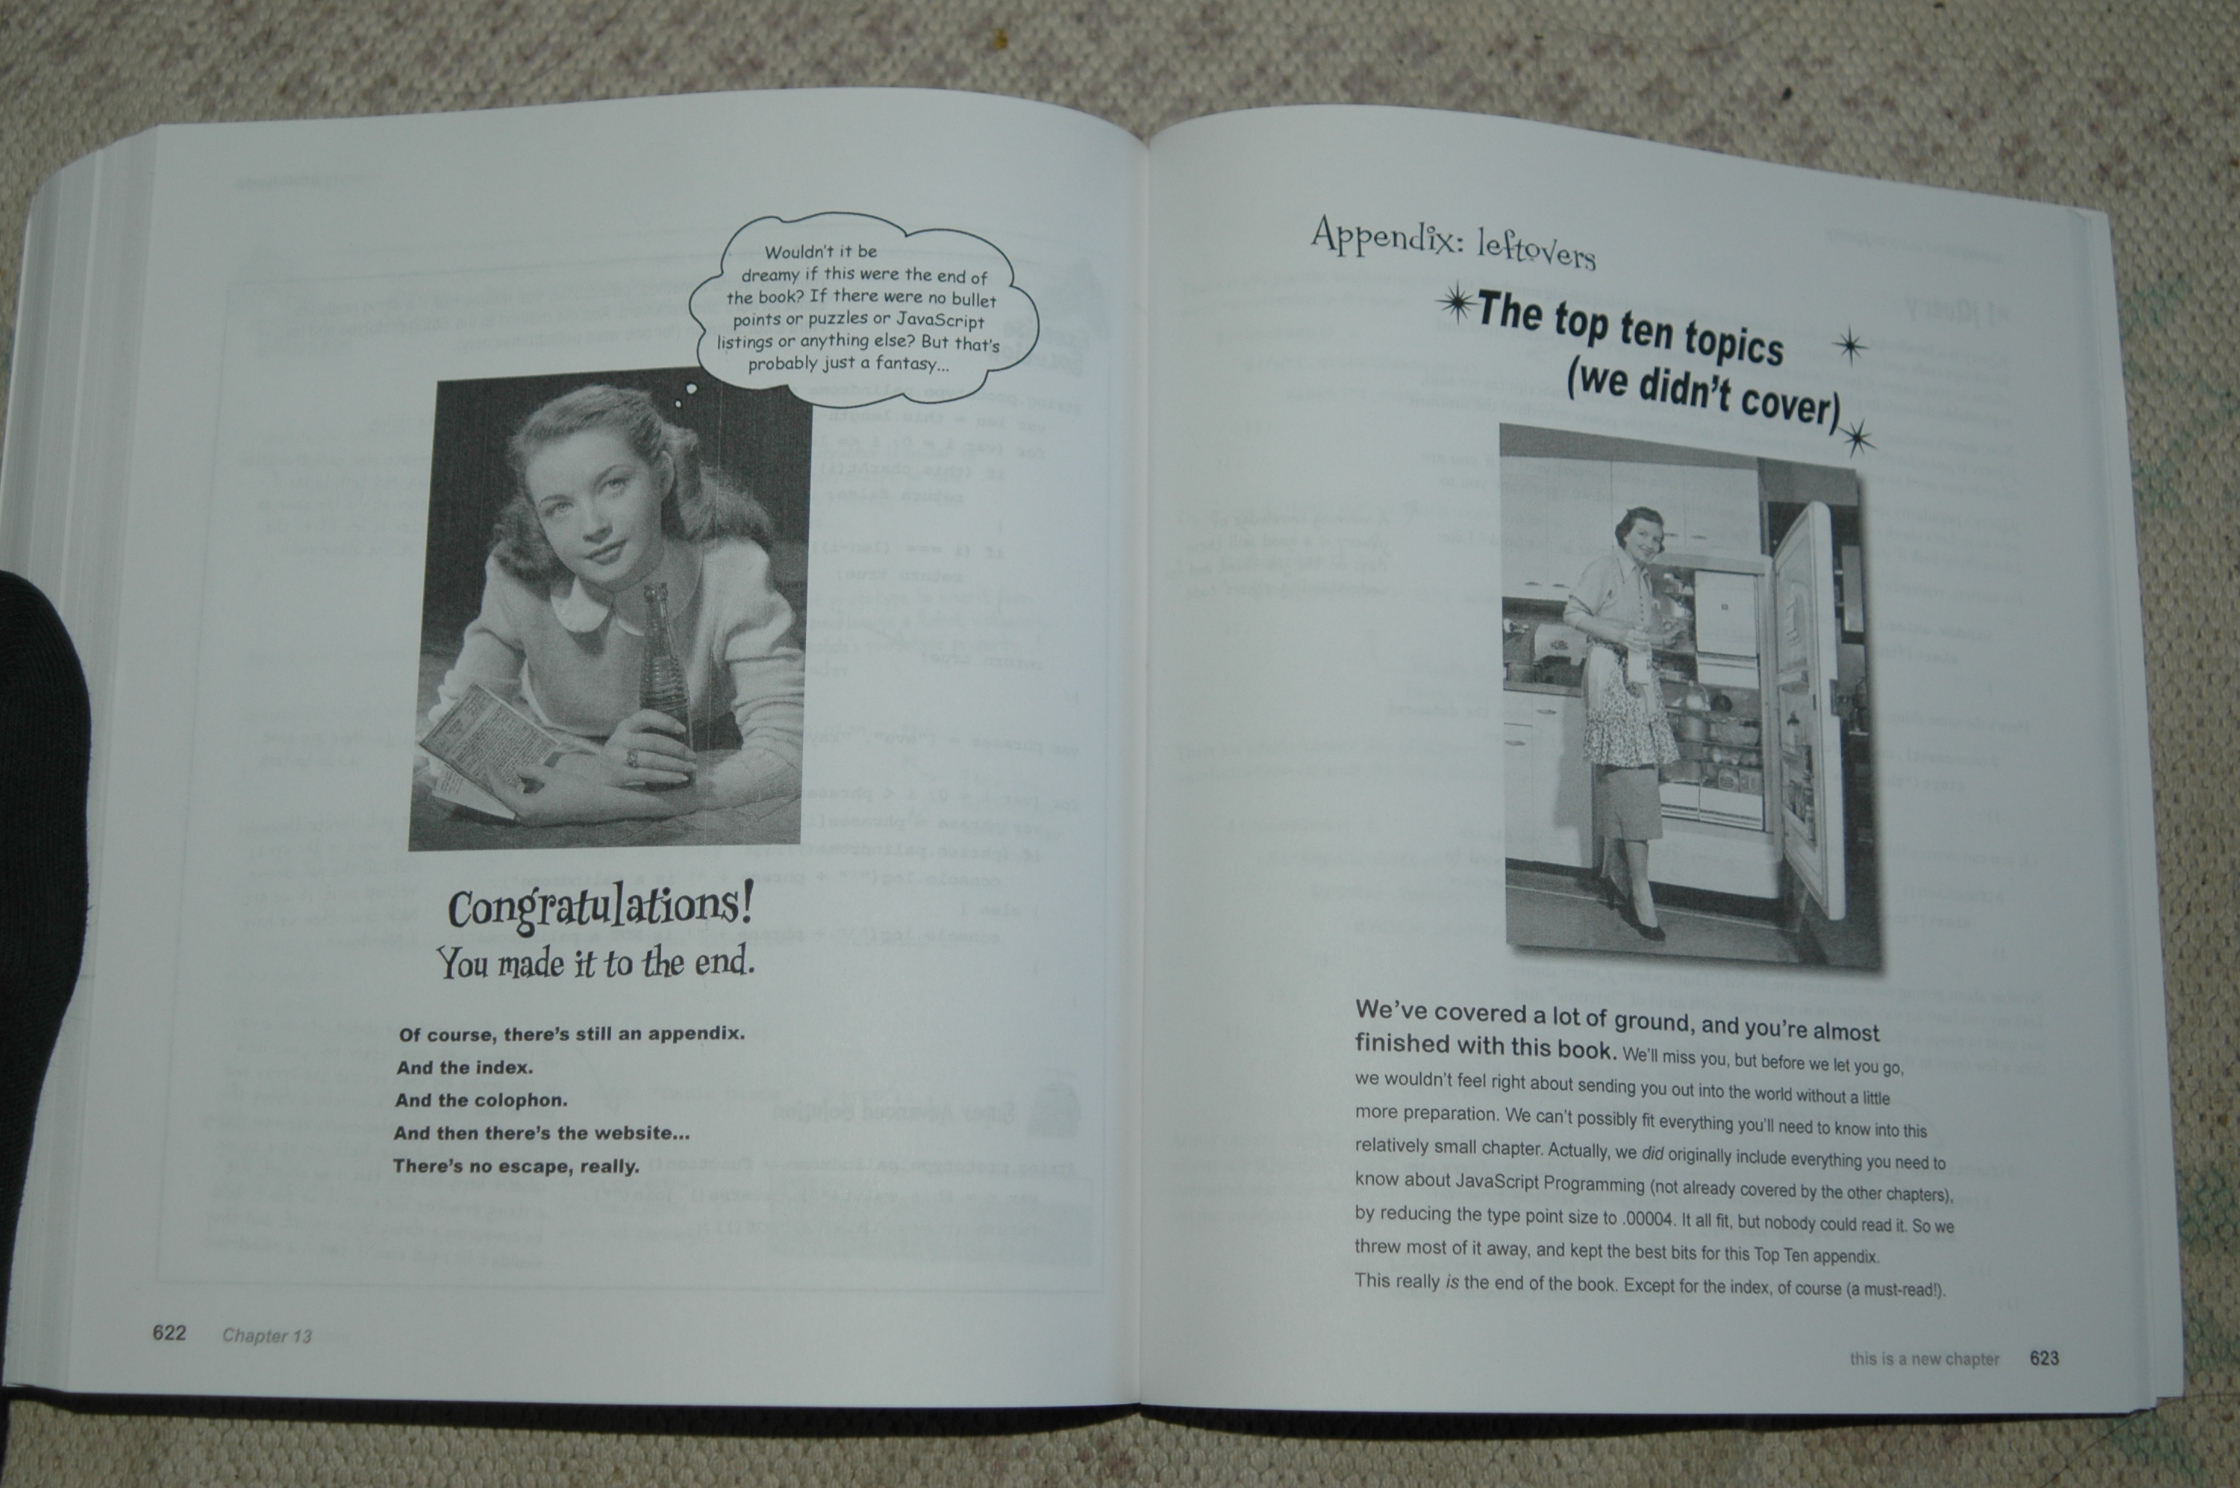 Wouldn't it be
dreamy if this were the end of
the book? If there were no bullet
points or puzzles or JavaScript
listings or anything else? But that's
probably just a fantasy...
Congratulations!
You made it to the end.
Of course, there's still an appendix.
And the index.
And the colophon.
And then there's the website...
There's no escape, really.
622 Chapter 13
Appendix: leftovers
The top ten topics
(we didn't cover)
We've covered a lot of ground, and you're almost
finished with this book. We'll miss you, but before we let you go,
we wouldn't feel right about sending you out into the world without a little
more preparation. We can't possibly fit everything you'll need to know into this
relatively small chapter. Actually, we did originally include everything you need to
know about JavaScript Programming (not already covered by the other chapters),
by reducing the type point size to .00004. It all fit, but nobody could read it. So we
threw most of it away, and kept the best bits for this Top Ten appendix.
This really is the end of the book. Except for the index, of course (a must-read!).
this is a new chapter 623